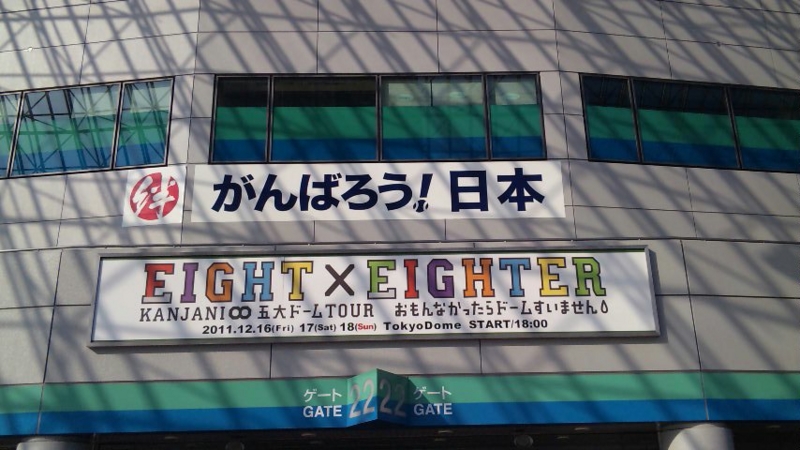 絆 がんばろう!日本
EIGHT×EIGHTER
KANJANI∞ 五大ドームTOUR おもんなかったらドームすいません
2011.12.16(Fri) 17(Sat) 18(Sun) TokyoDome START/18:00
ゲート 22 22 ゲート
GATE GATE